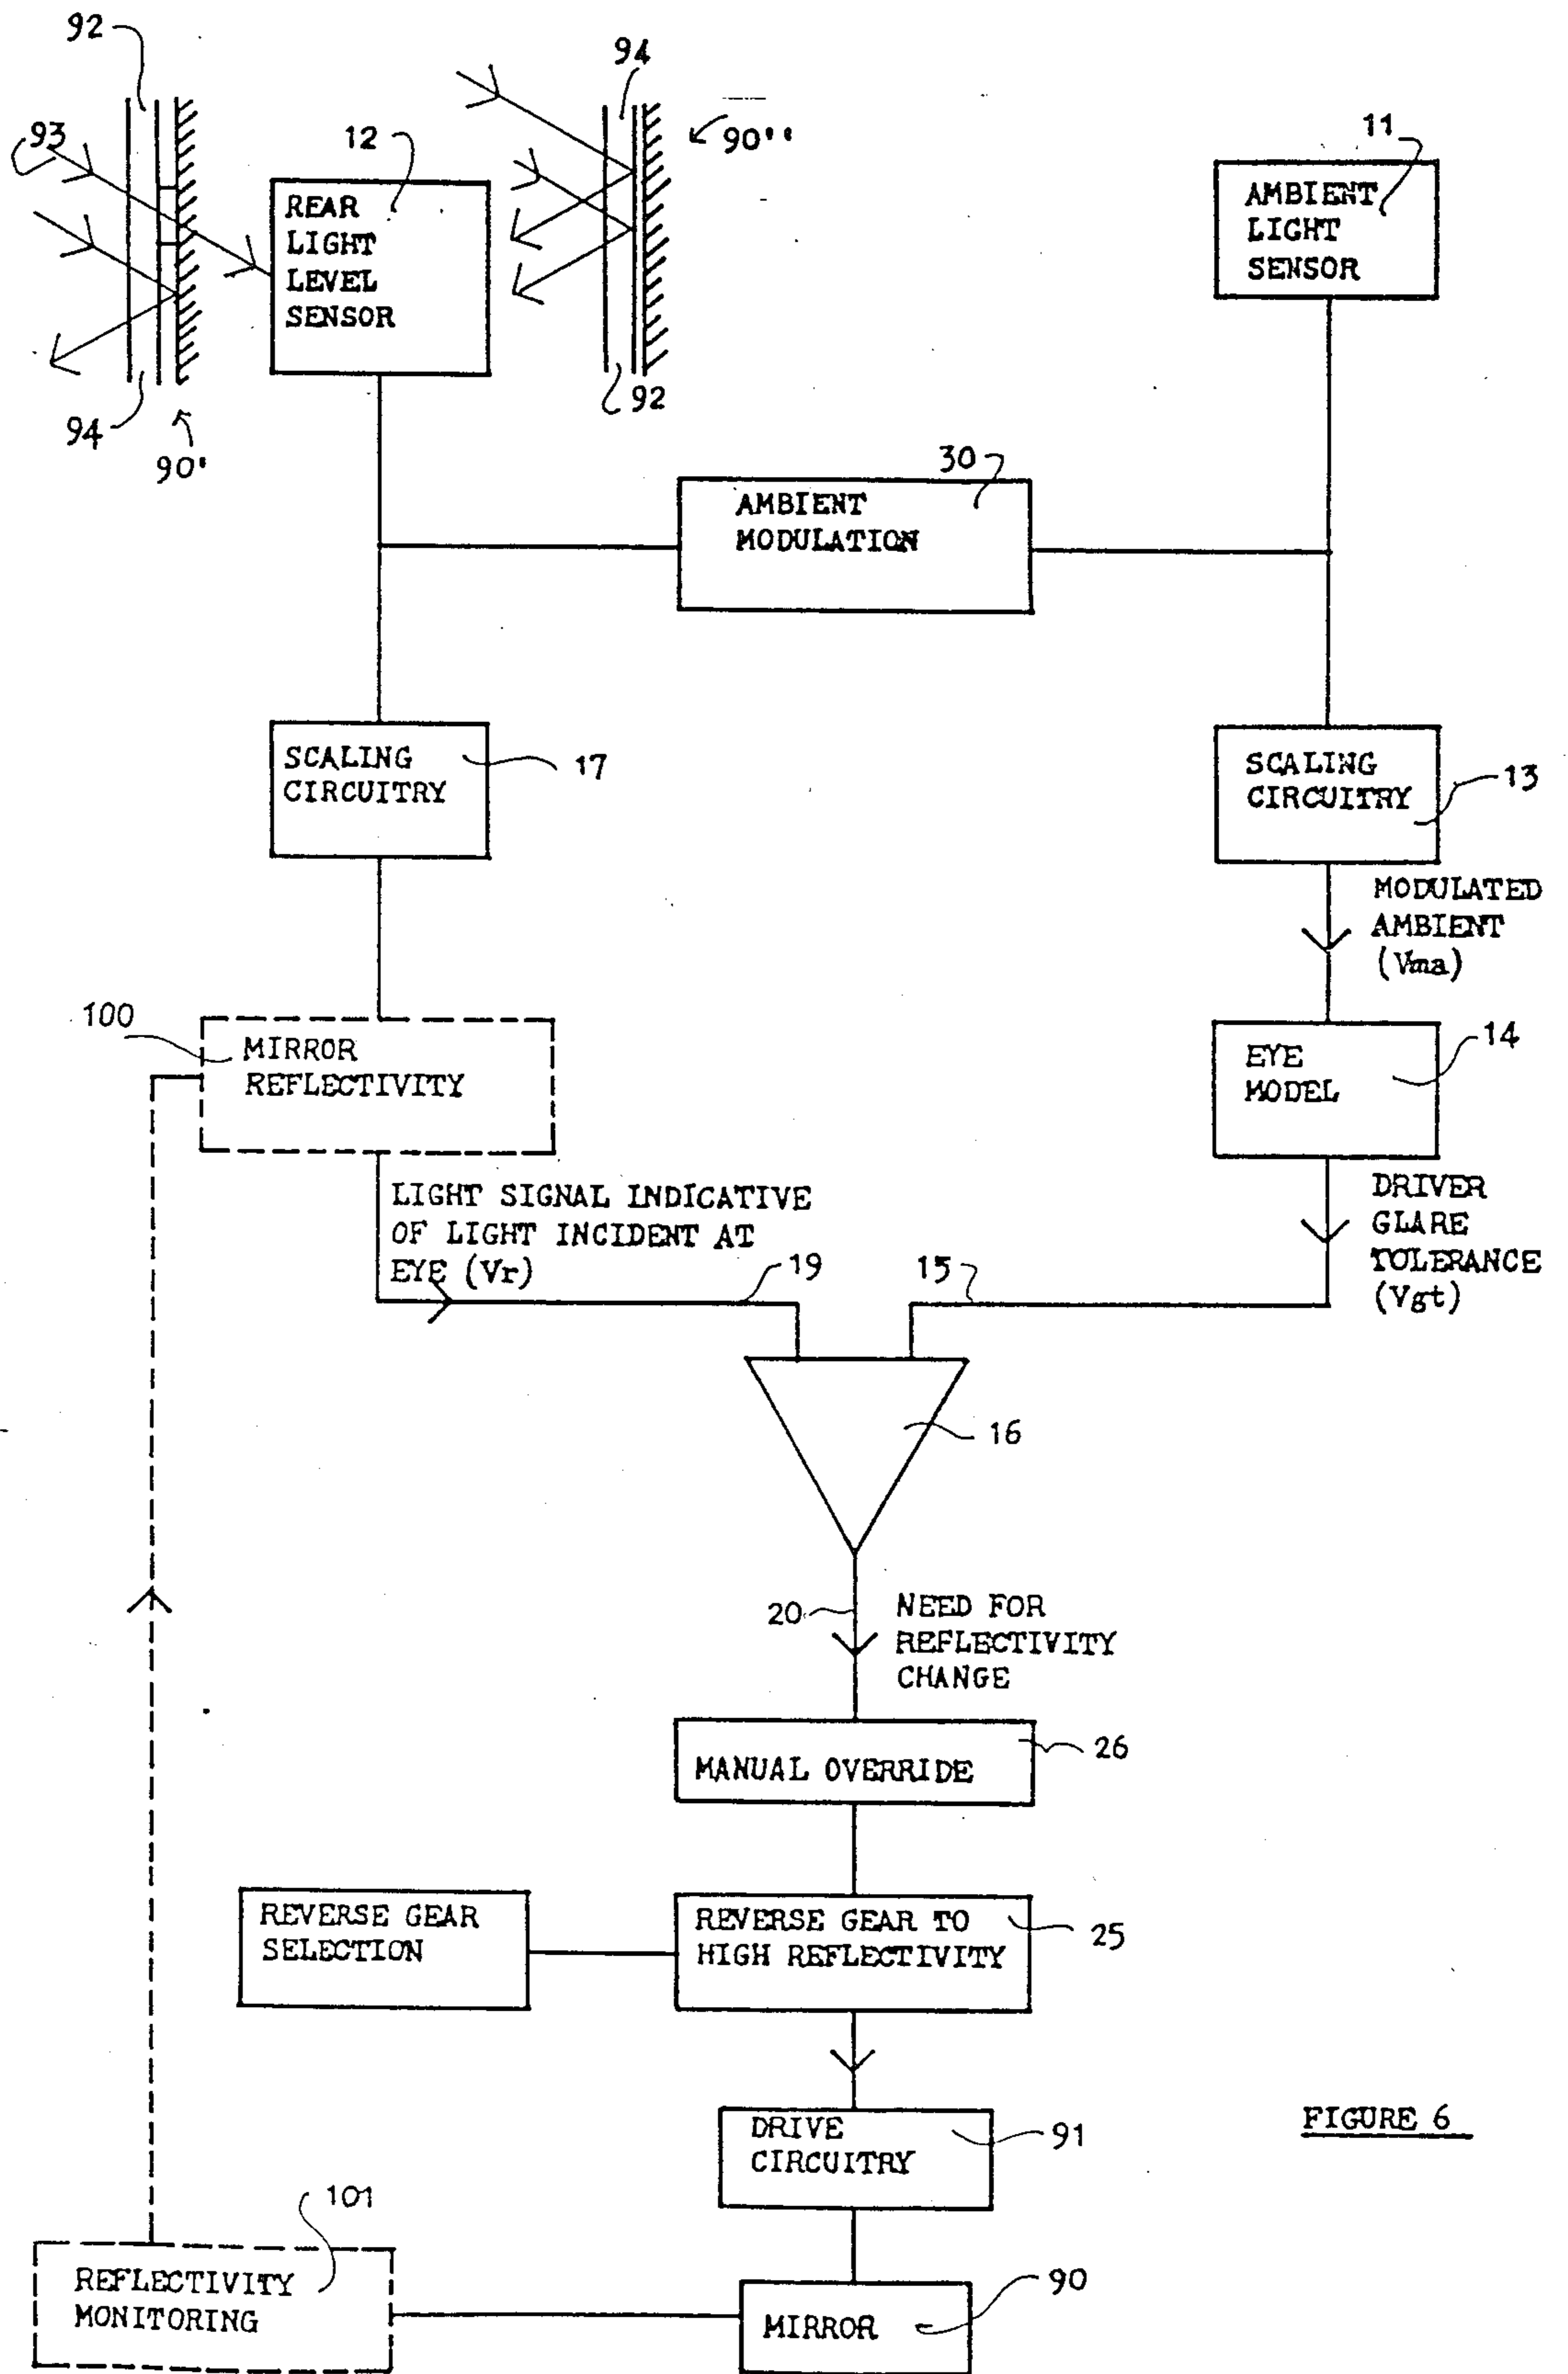 92
94
93
12
90''
11
REAR
LIGHT
LEVEL
SENSOR
AMBIENT
LIGHT
SENSOR
92
94
90'
30
AMBIENT
MODULATION
SCALING
CIRCUITRY
17
SCALING
CIRCUITRY
13
MODULATED
AMBIENT
(Vma)
100
MIRROR
REFLECTIVITY
EYE
MODEL
14
LIGHT SIGNAL INDICATIVE
OF LIGHT INCIDENT AT
EYE (Vr)
DRIVER
GLARE
TOLERANCE
(Vgt)
19
15
16
20
NEED FOR
REFLECTIVITY
CHANGE
MANUAL OVERRIDE
26
REVERSE GEAR
SELECTION
REVERSE GEAR TO
HIGH REFLECTIVITY
25
DRIVE
CIRCUITRY
91
FIGURE 6
101
REFLECTIVITY
MONITORING
90
MIRROR